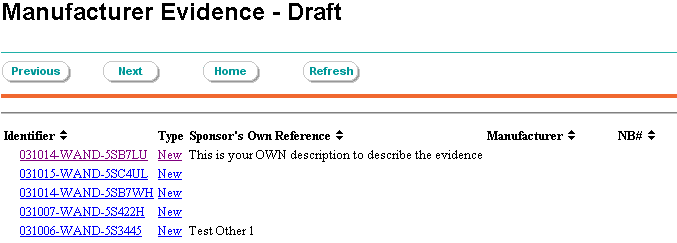 Manufacturer Evidence - Draft
Previous Next Home Refresh
Identifier Type Sponsor's Own Reference Manufacturer NB#
031014-WAND-5SB7LU New This is your OWN description to describe the evidence
031015-WAND-5SC4UL New
031014-WAND-5SB7WH New
031007-WAND-5S422H New
031006-WAND-5S3445 New Test Other 1